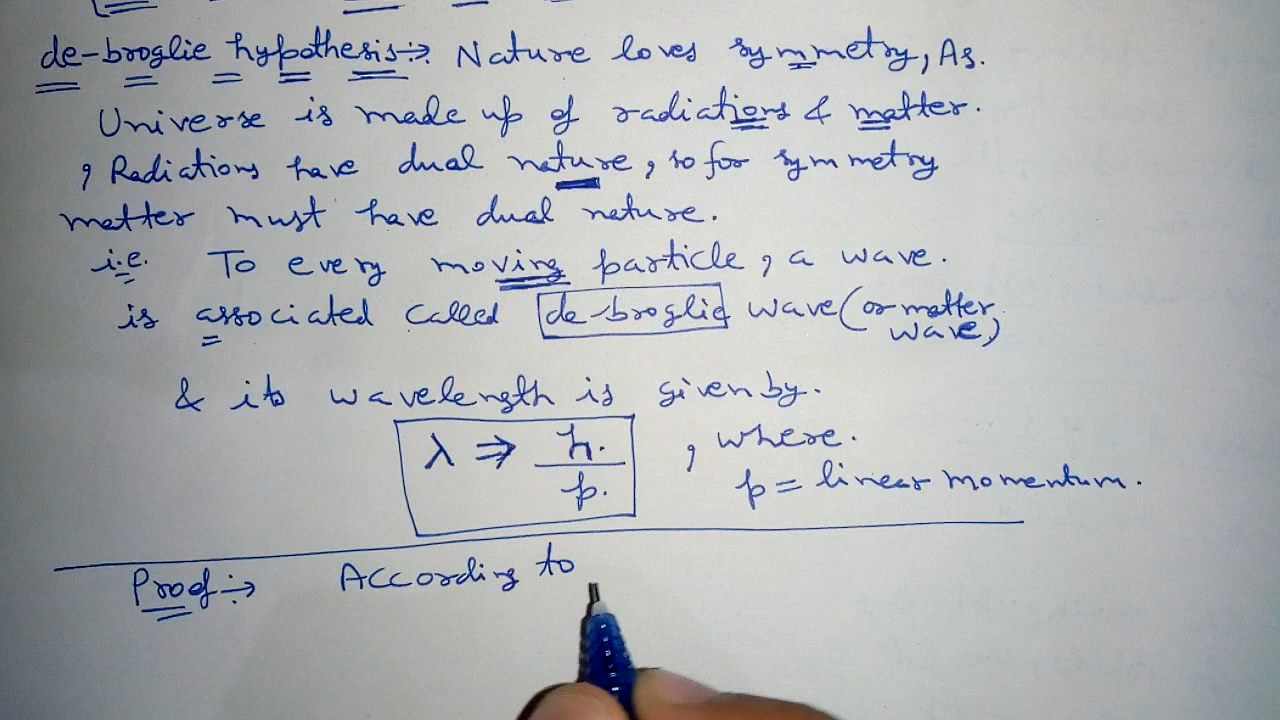 de-broglie hypothesis :→ Nature loves symmetry, As.
Universe is made up of radiations & matter.
, Radiations have dual nature, so for symmetry
matter must have dual nature.
i.e. To every moving particle, a wave.
is associated called de-broglie wave (or matter
wave)
& its wavelength is given by.
λ ⇒ h. / p. , where.
p = linear momentum.
Proof :→ According to